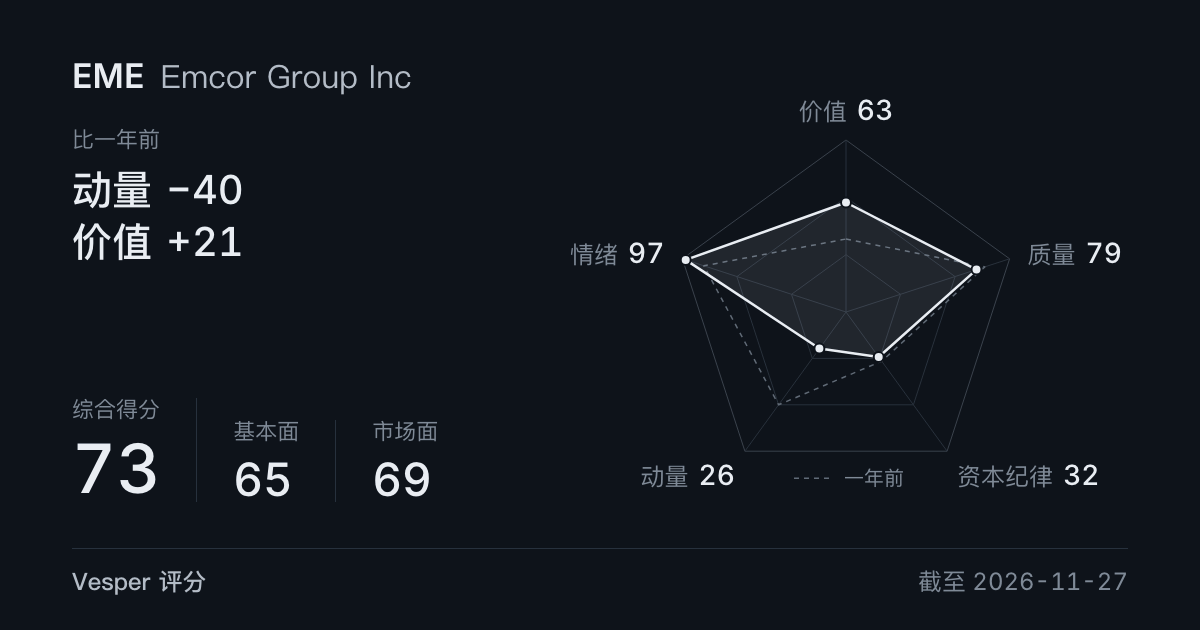 EME Emcor Group Inc
比一年前
动量 −40
价值 +21
综合得分
73
基本面
65
市场面
69
价值 63
情绪 97
质量 79
动量 26
一年前
资本纪律 32
Vesper 评分
截至 2026-11-27